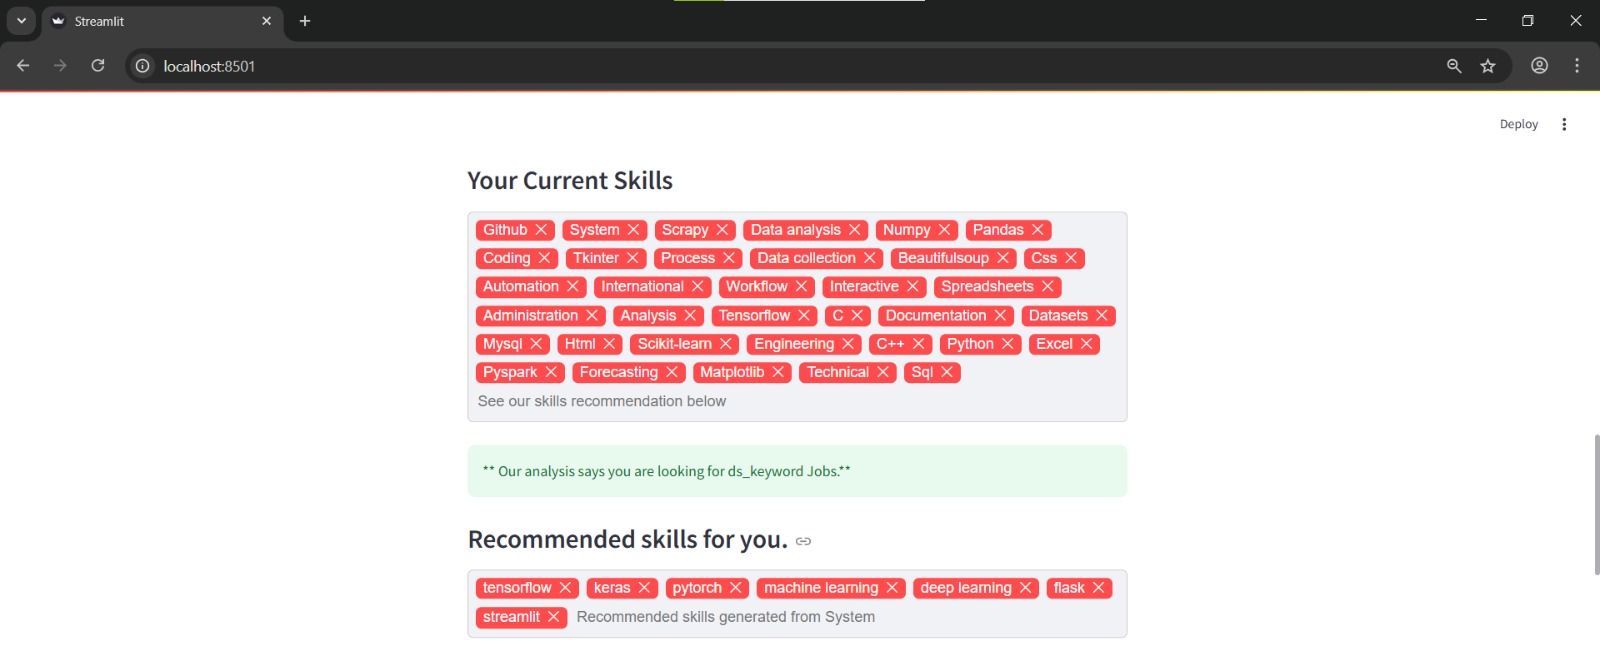 Streamlit
localhost:8501
Deploy
Your Current Skills
Github System Scrapy Data analysis Numpy Pandas
Coding Tkinter Process Data collection Beautifulsoup Css
Automation International Workflow Interactive Spreadsheets
Administration Analysis Tensorflow C Documentation Datasets
Mysql Html Scikit-learn Engineering C++ Python Excel
Pyspark Forecasting Matplotlib Technical Sql
See our skills recommendation below
** Our analysis says you are looking for ds_keyword Jobs.**
Recommended skills for you.
tensorflow keras pytorch machine learning deep learning flask
streamlit Recommended skills generated from System